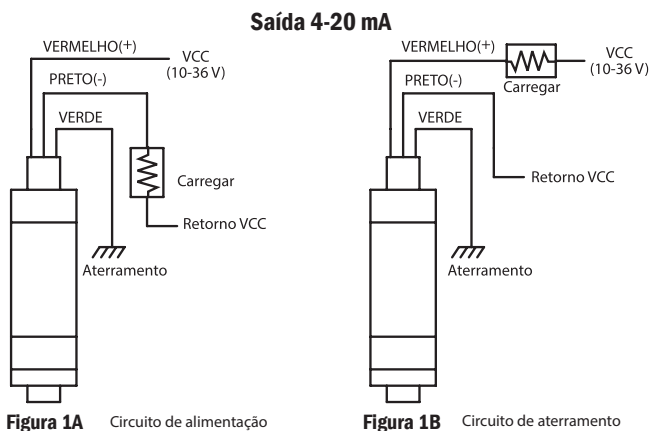 Saída 4-20 mA
VERMELHO(+)
VCC
(10-36 V)
PRETO(-)
VERDE
Carregar
Retorno VCC
Aterramento
Figura 1A Circuito de alimentação
VERMELHO(+)
VCC
(10-36 V)
Carregar
PRETO(-)
VERDE
Retorno VCC
Aterramento
Figura 1B Circuito de aterramento